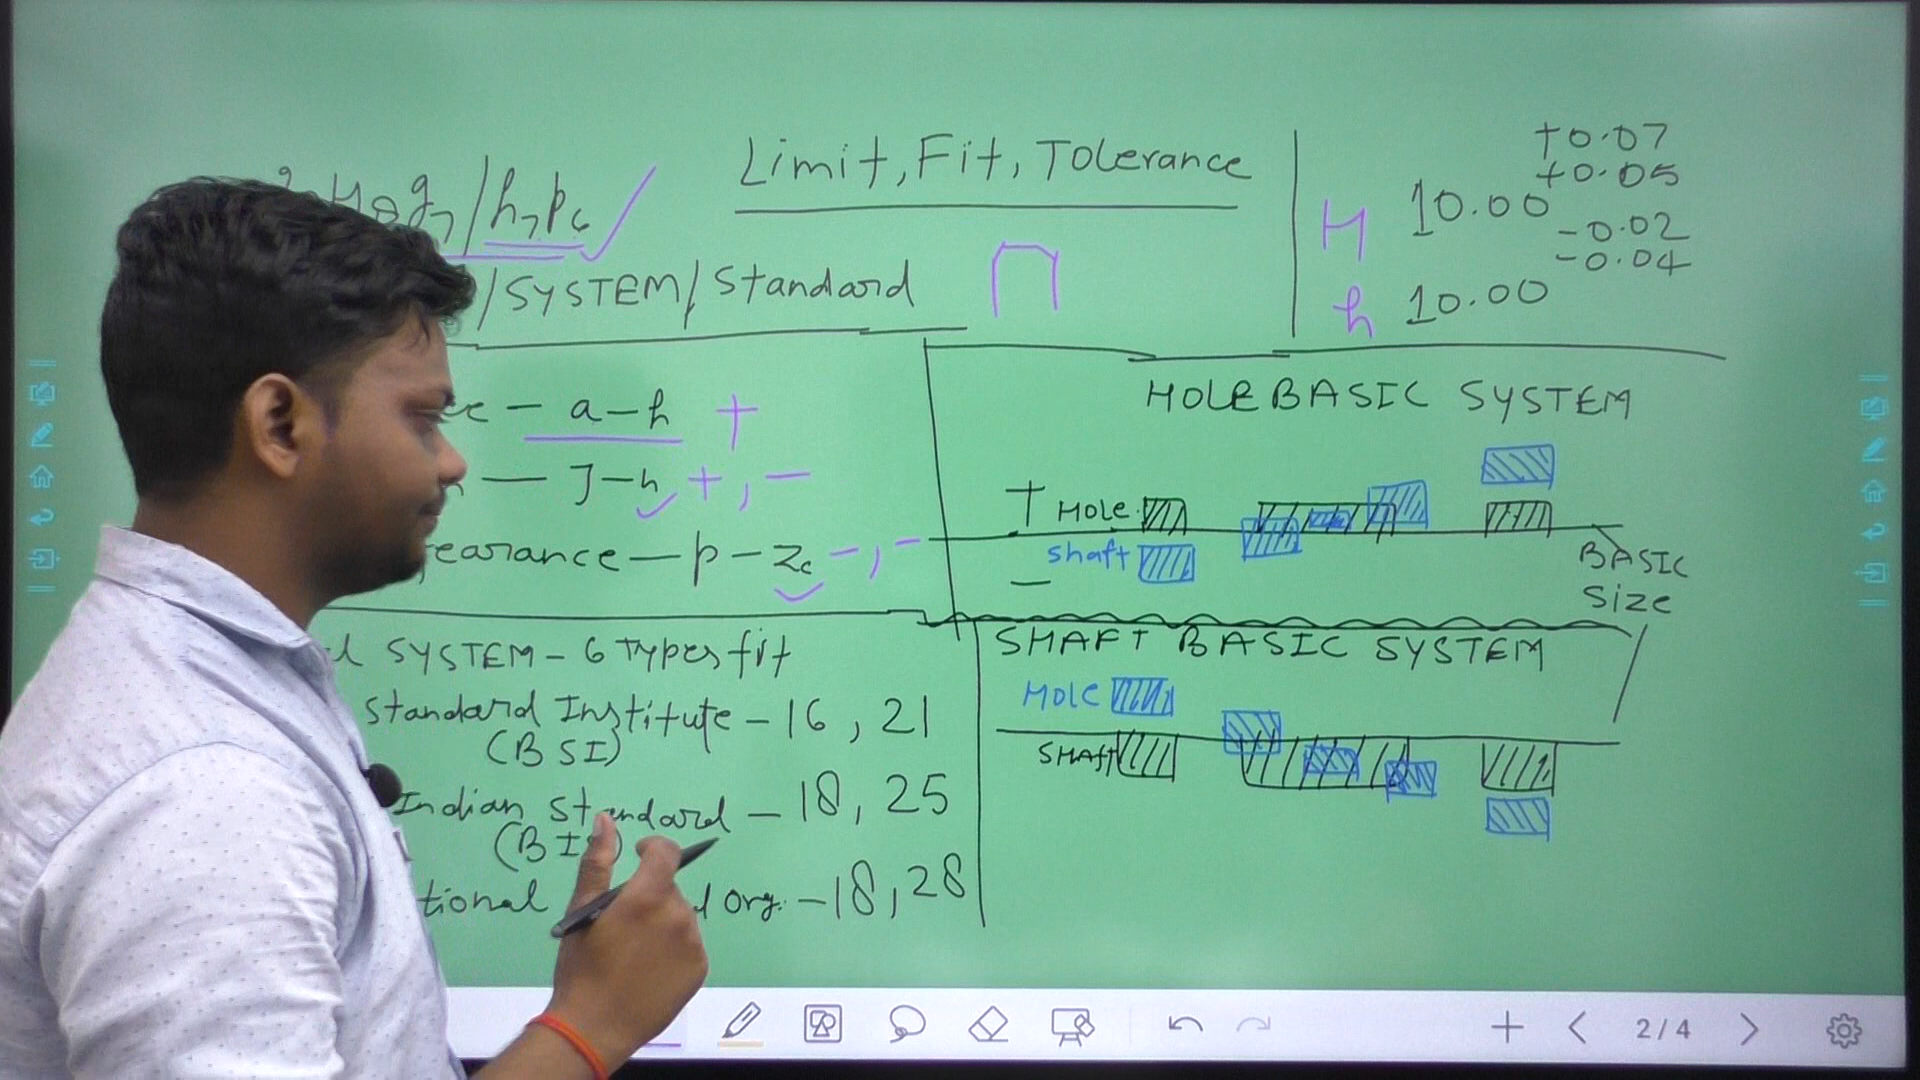 Limit, Fit, Tolerance
/h7p6
/SYSTEM/Standard
+0.07
+0.05
H 10.00
-0.02
-0.04
h 10.00
— a-h +
— J-h +, -
earance — p - Zc -, -
SYSTEM - 6 Types fit
Standard Institute - 16, 21
(BSI)
Indian Standard - 18, 25
tional Org. - 18, 28
HOLE BASIC SYSTEM
+ HOLE
- Shaft
BASIC
Size
SHAFT BASIC SYSTEM
HOLE
SHAft
2/4